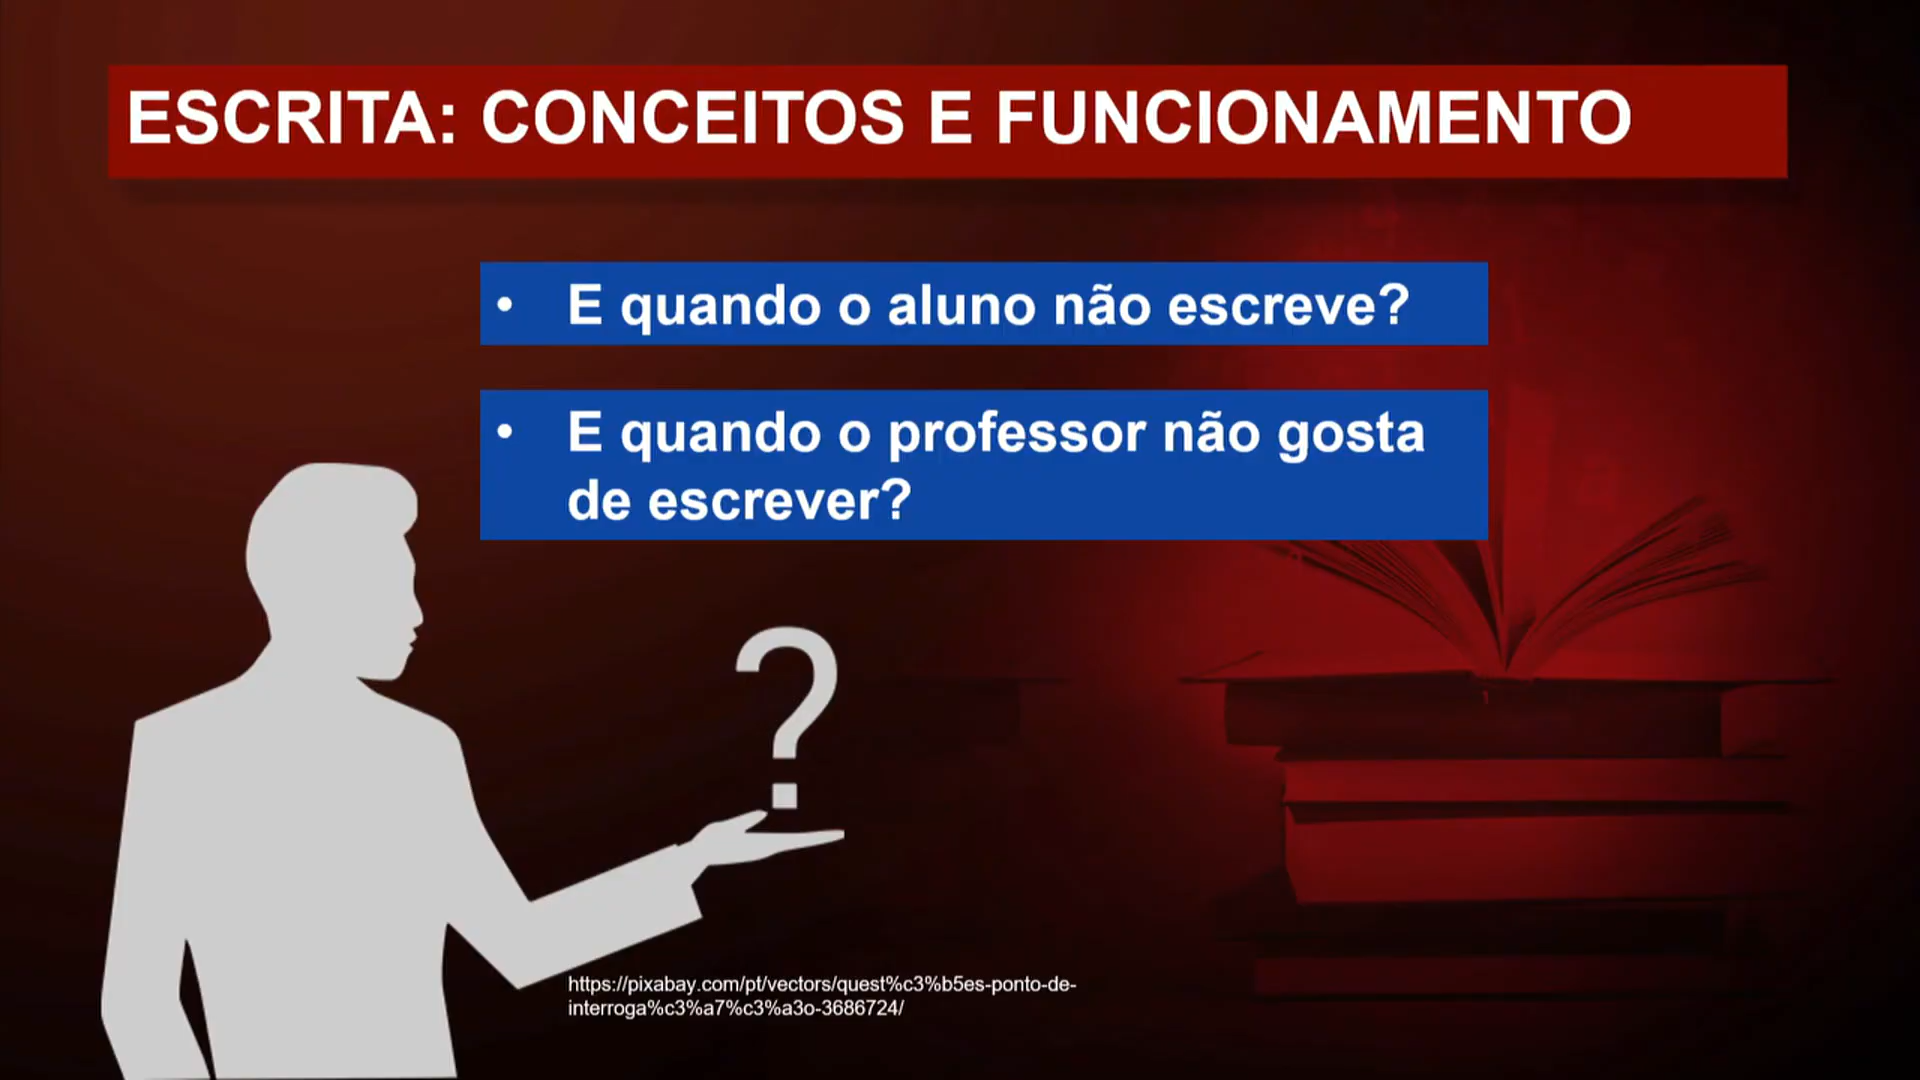 ESCRITA: CONCEITOS E FUNCIONAMENTO
• E quando o aluno não escreve?
• E quando o professor não gosta
de escrever?
?
https://pixabay.com/pt/vectors/quest%c3%b5es-ponto-de-
interroga%c3%a7%c3%a3o-3686724/